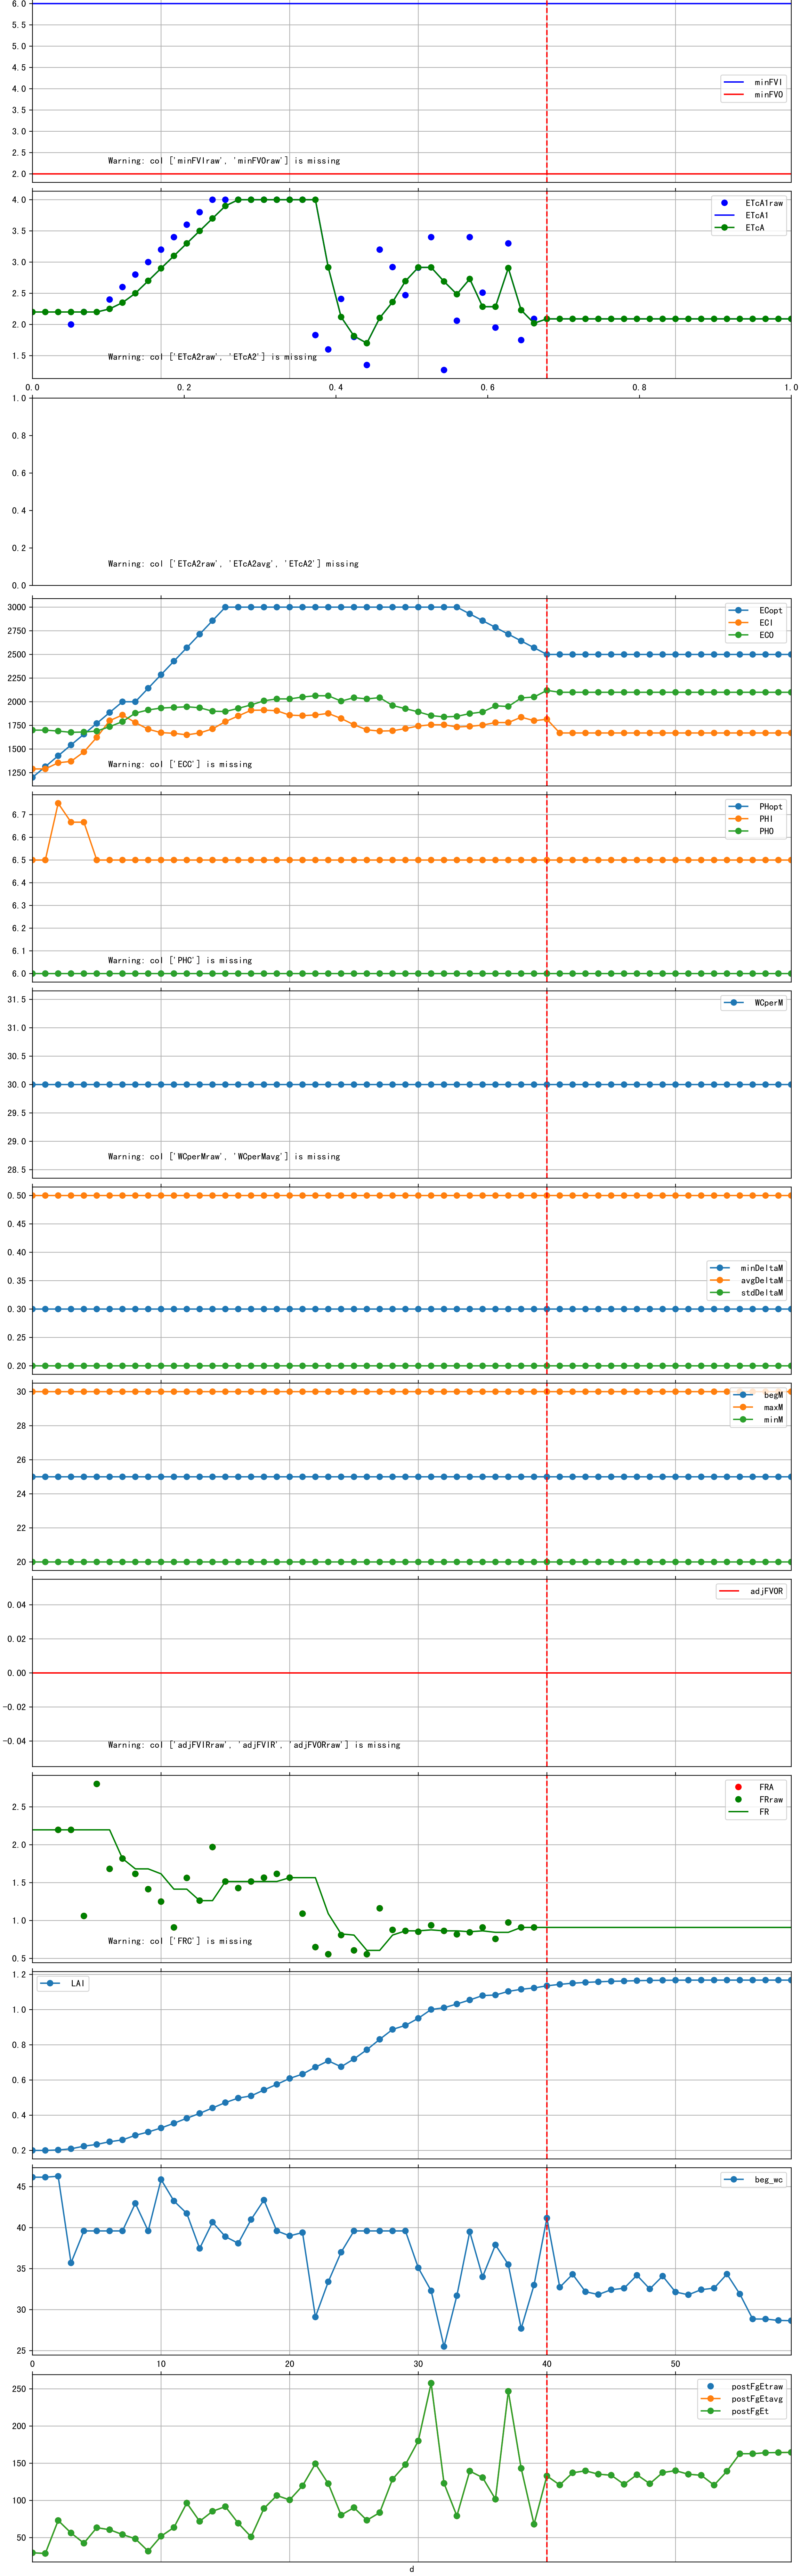 6.0
5.5
5.0
4.5
4.0
3.5
3.0
2.5
2.0
minFVI
minFVO
Warning: col ['minFVIraw', 'minFVOraw'] is missing
4.0
3.5
3.0
2.5
2.0
1.5
ETcA1raw
ETcA1
ETcA
Warning: col ['ETcA2raw', 'ETcA2'] is missing
0.0 0.2 0.4 0.6 0.8 1.0
1.0
0.8
0.6
0.4
0.2
0.0
Warning: col ['ETcA2raw', 'ETcA2avg', 'ETcA2'] missing
3000
2750
2500
2250
2000
1750
1500
1250
ECopt
ECI
ECO
Warning: col ['ECC'] is missing
6.7
6.6
6.5
6.4
6.3
6.2
6.1
6.0
PHopt
PHI
PHO
Warning: col ['PHC'] is missing
31.5
31.0
30.5
30.0
29.5
29.0
28.5
WCperM
Warning: col ['WCperMraw', 'WCperMavg'] is missing
0.50
0.45
0.40
0.35
0.30
0.25
0.20
minDeltaM
avgDeltaM
stdDeltaM
30
28
26
24
22
20
begM
maxM
minM
0.04
0.02
0.00
−0.02
−0.04
adjFVOR
Warning: col ['adjFVIRraw', 'adjFVIR', 'adjFVORraw'] is missing
2.5
2.0
1.5
1.0
0.5
FRA
FRraw
FR
Warning: col ['FRC'] is missing
1.2
1.0
0.8
0.6
0.4
0.2
LAI
45
40
35
30
25
beg_wc
0 10 20 30 40 50
250
200
150
100
50
postFgEtraw
postFgEtavg
postFgEt
d